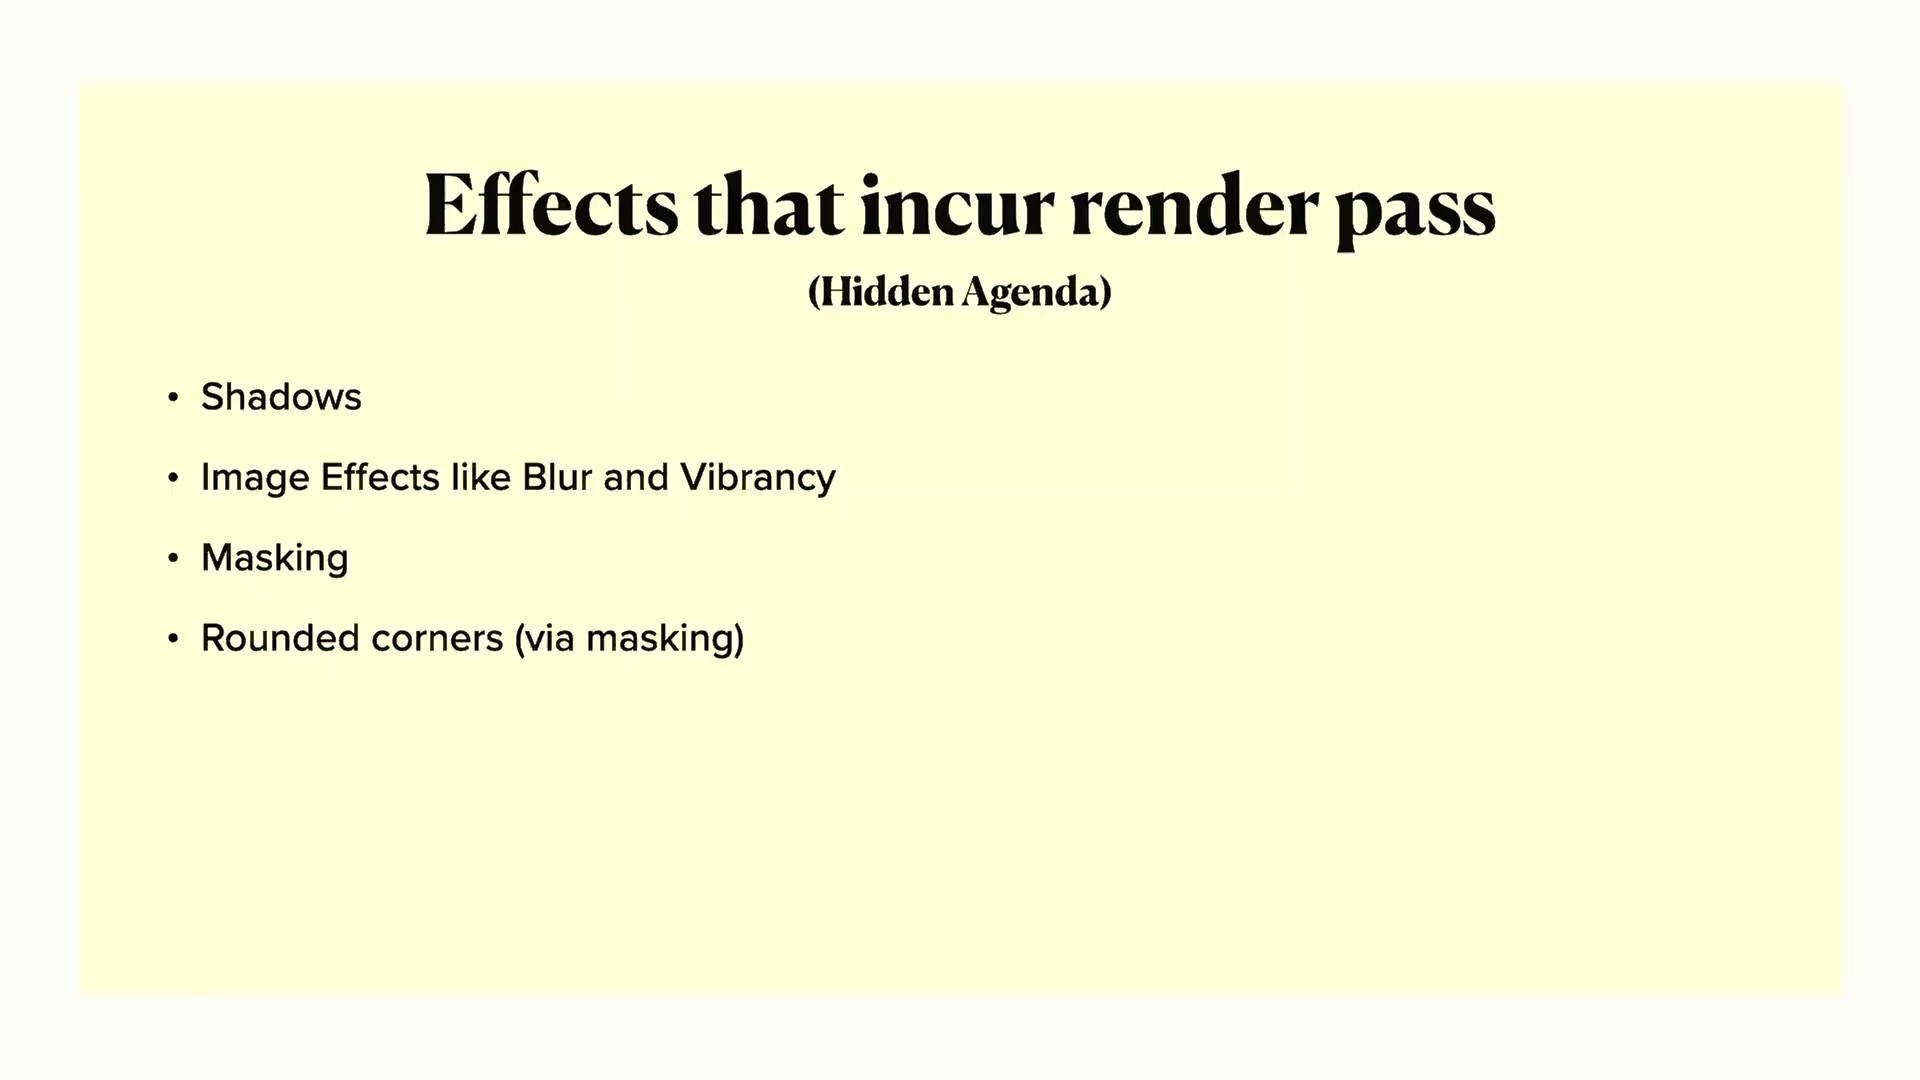 Effects that incur render pass
(Hidden Agenda)
• Shadows
• Image Effects like Blur and Vibrancy
• Masking
• Rounded corners (via masking)